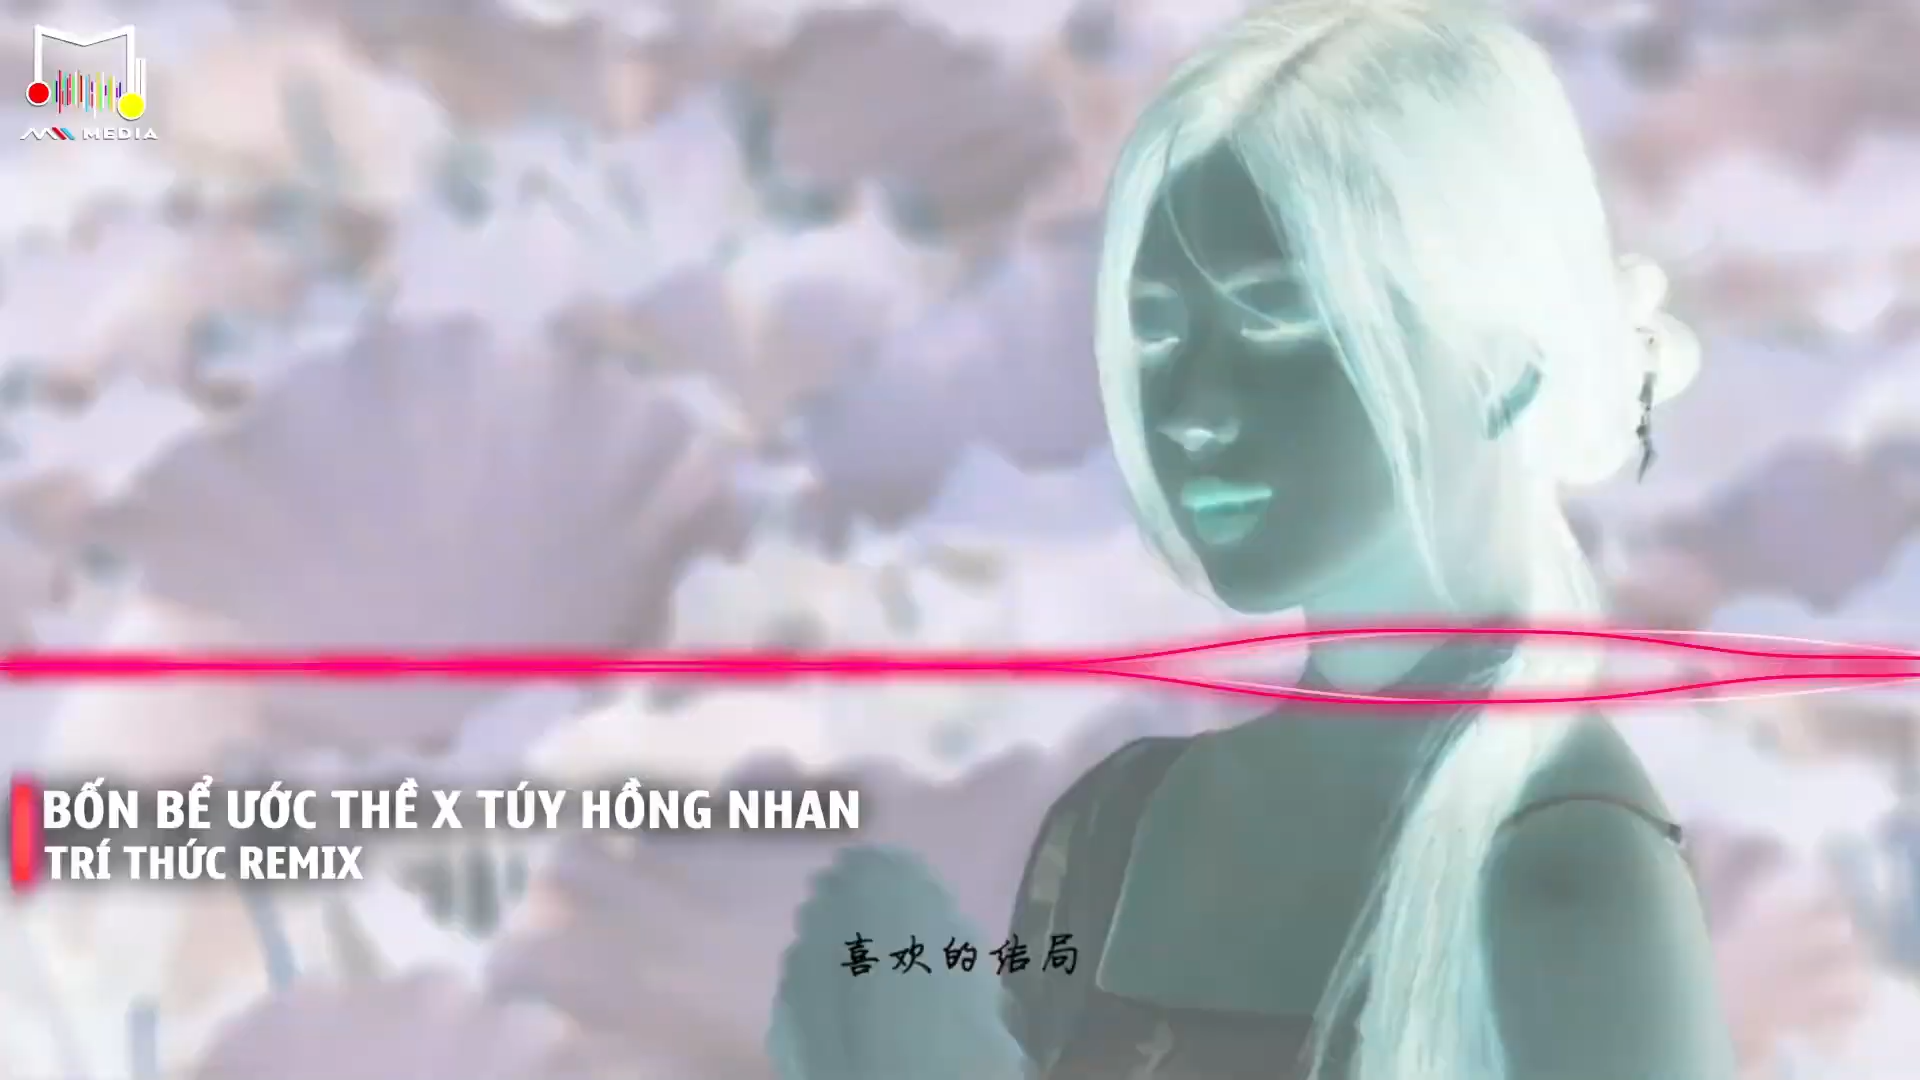 MEDIA
BỐN BỂ ƯỚC THỀ X TÚY HỒNG NHAN
TRÍ THỨC REMIX
喜欢的结局